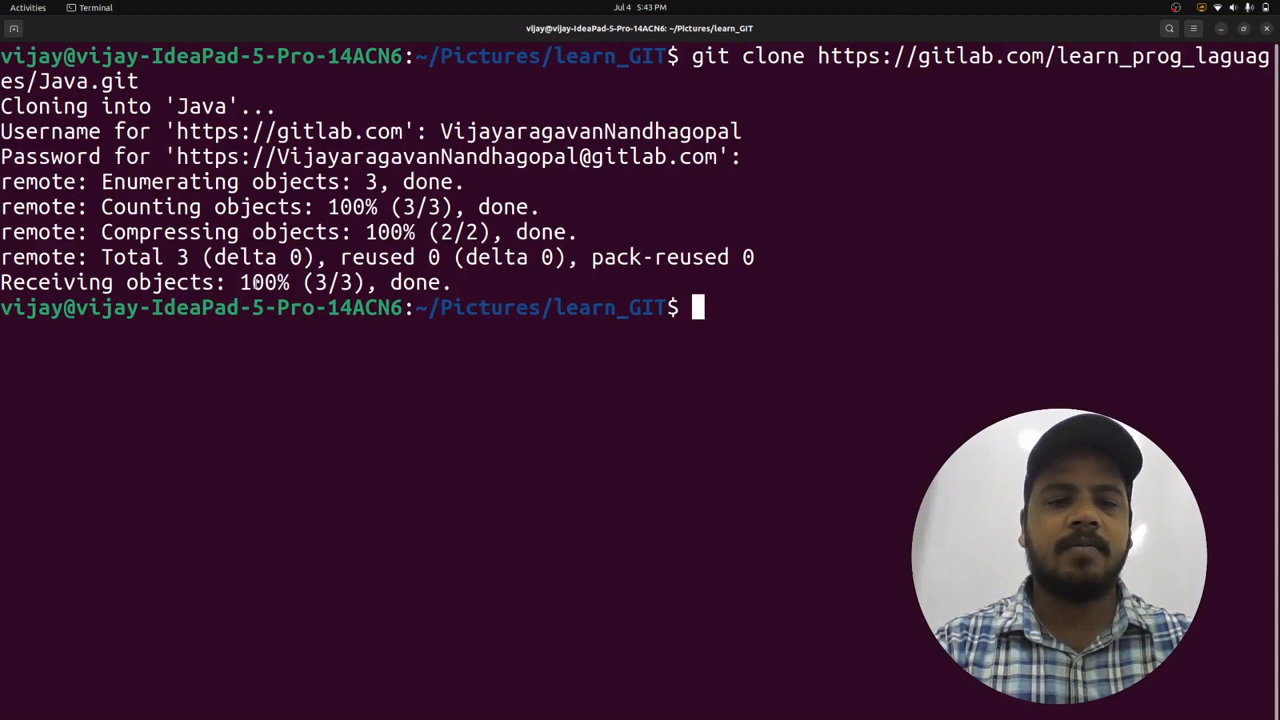 Activities Terminal Jul 4 5:43 PM
vijay@vijay-IdeaPad-5-Pro-14ACN6: ~/Pictures/learn_GIT
vijay@vijay-IdeaPad-5-Pro-14ACN6:~/Pictures/learn_GIT$ git clone https://gitlab.com/learn_prog_laguag
es/Java.git
Cloning into 'Java'...
Username for 'https://gitlab.com': VijayaragavanNandhagopal
Password for 'https://VijayaragavanNandhagopal@gitlab.com':
remote: Enumerating objects: 3, done.
remote: Counting objects: 100% (3/3), done.
remote: Compressing objects: 100% (2/2), done.
remote: Total 3 (delta 0), reused 0 (delta 0), pack-reused 0
Receiving objects: 100% (3/3), done.
vijay@vijay-IdeaPad-5-Pro-14ACN6:~/Pictures/learn_GIT$